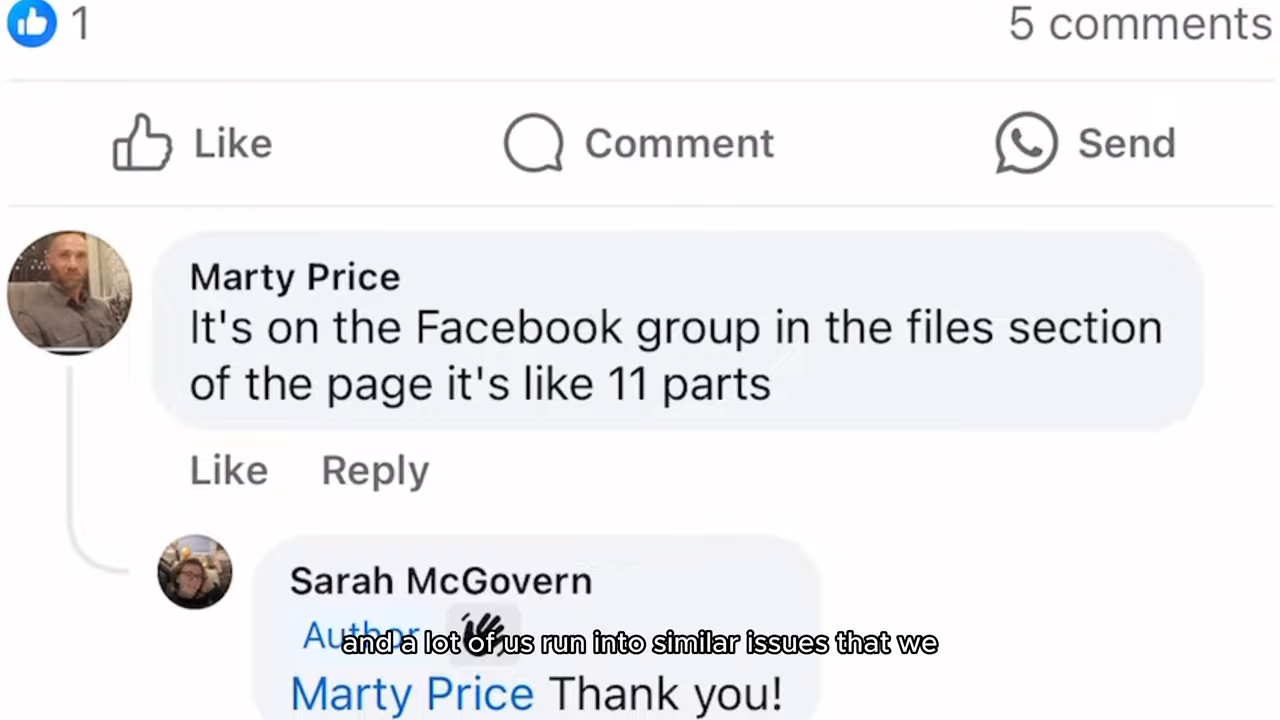 1
5 comments
Like
Comment
Send
Marty Price
It's on the Facebook group in the files section
of the page it's like 11 parts
Like
Reply
Sarah McGovern
Author
and a lot of us run into similar issues that we
Marty Price Thank you!